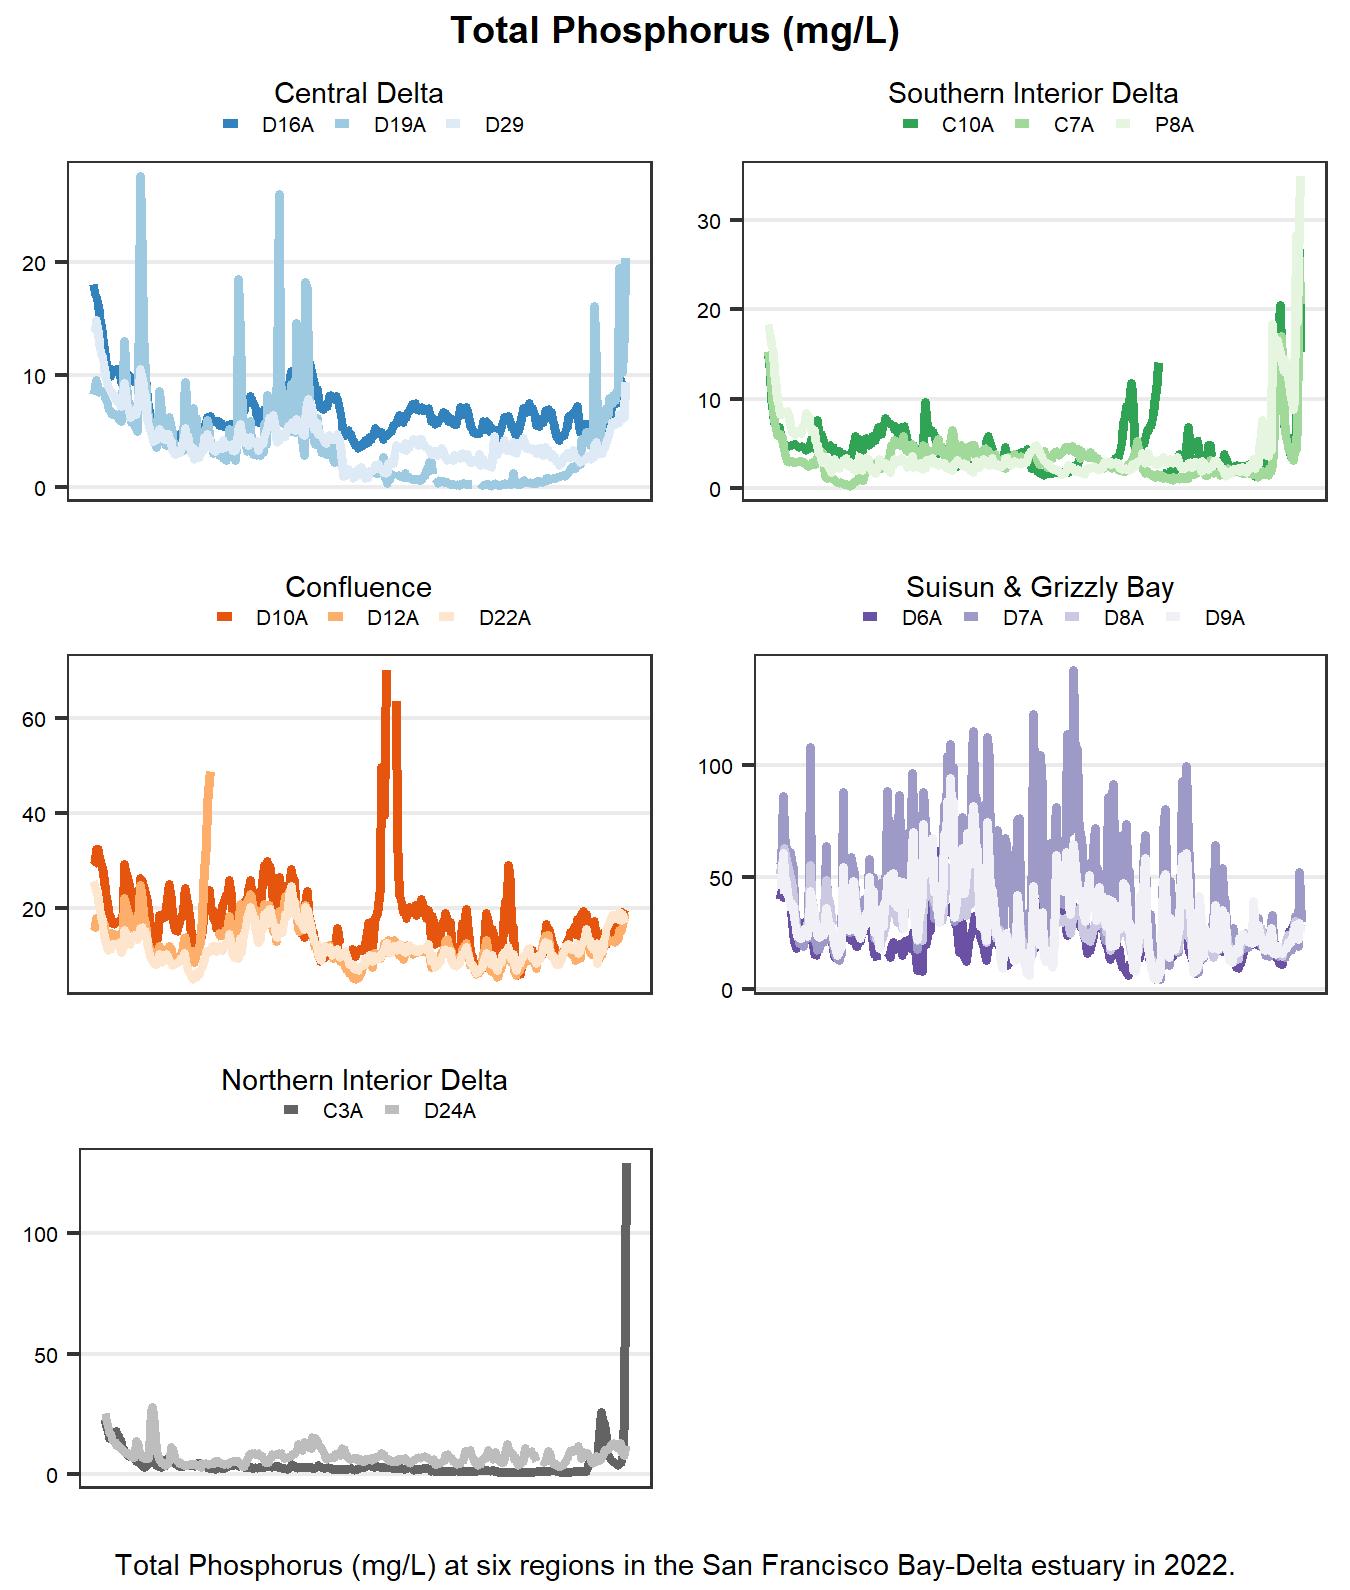 Total Phosphorus (mg/L)
Central Delta
D16A D19A D29
20
10
0
Southern Interior Delta
C10A C7A P8A
30
20
10
0
Confluence
D10A D12A D22A
60
40
20
Suisun & Grizzly Bay
D6A D7A D8A D9A
100
50
0
Northern Interior Delta
C3A D24A
100
50
0
Total Phosphorus (mg/L) at six regions in the San Francisco Bay-Delta estuary in 2022.